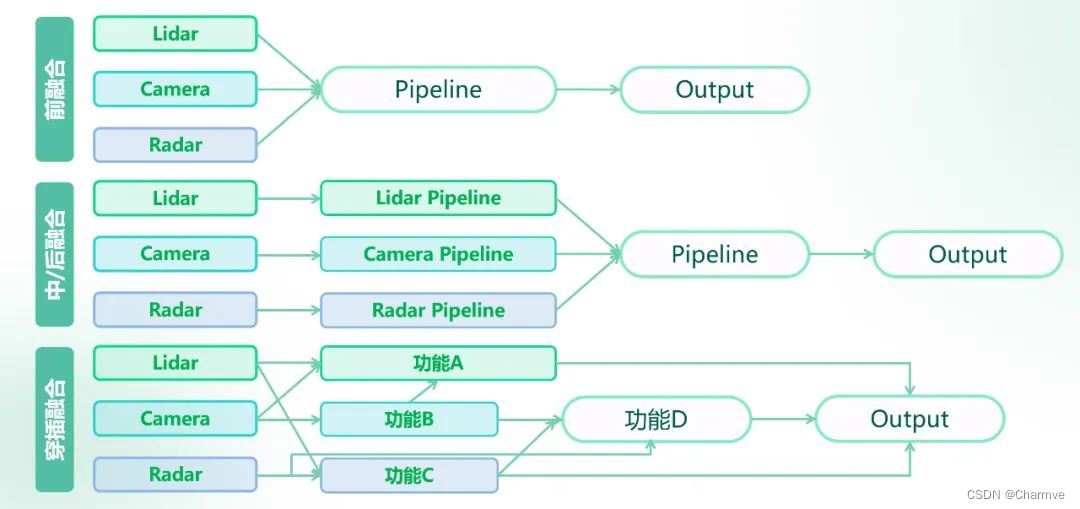 前融合
Lidar
Camera
Radar
Pipeline
Output
中/后融合
Lidar
Camera
Radar
Lidar Pipeline
Camera Pipeline
Radar Pipeline
Pipeline
Output
穿插融合
Lidar
Camera
Radar
功能A
功能B
功能C
功能D
Output
CSDN @Charmve